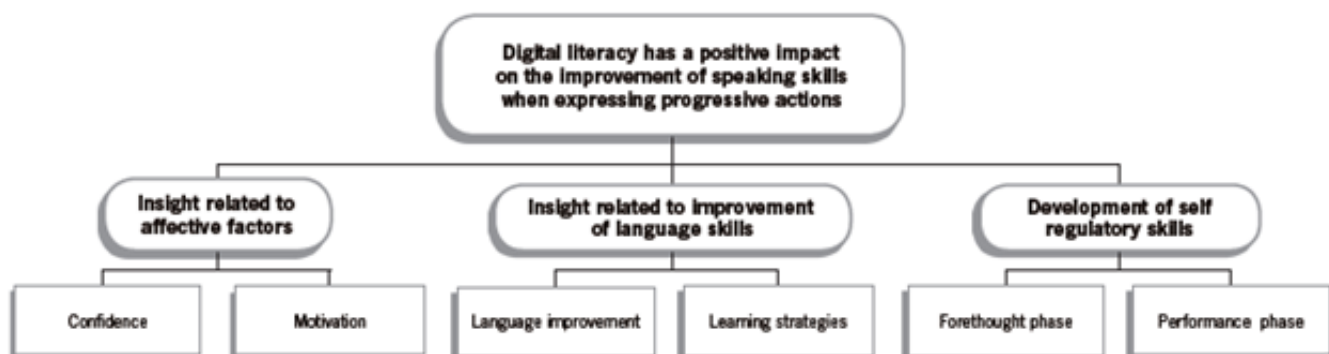 Digital literacy has a positive impact
on the improvement of speaking skills
when expressing progressive actions
Insight related to
affective factors
Insight related to improvement
of language skills
Development of self
regulatory skills
Confidence
Motivation
Language improvement
Learning strategies
Forethought phase
Performance phase